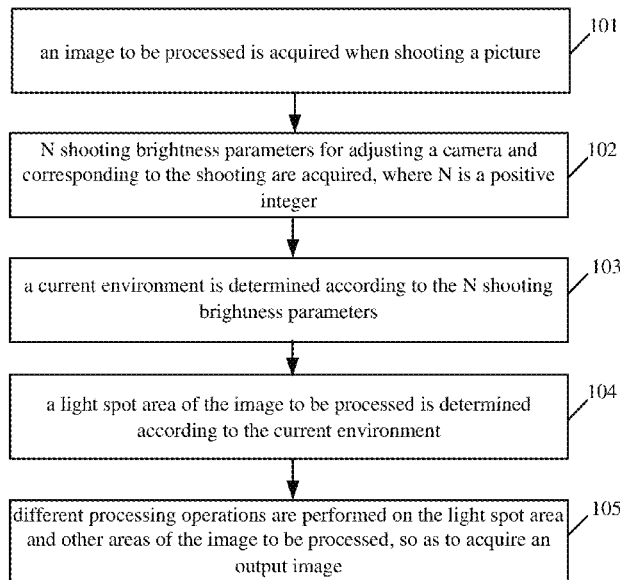 an image to be processed is acquired when shooting a picture
101
N shooting brightness parameters for adjusting a camera and
corresponding to the shooting are acquired, where N is a positive
integer
102
a current environment is determined according to the N shooting
brightness parameters
103
a light spot area of the image to be processed is determined
according to the current environment
104
different processing operations are performed on the light spot area
and other areas of the image to be processed, so as to acquire an
output image
105